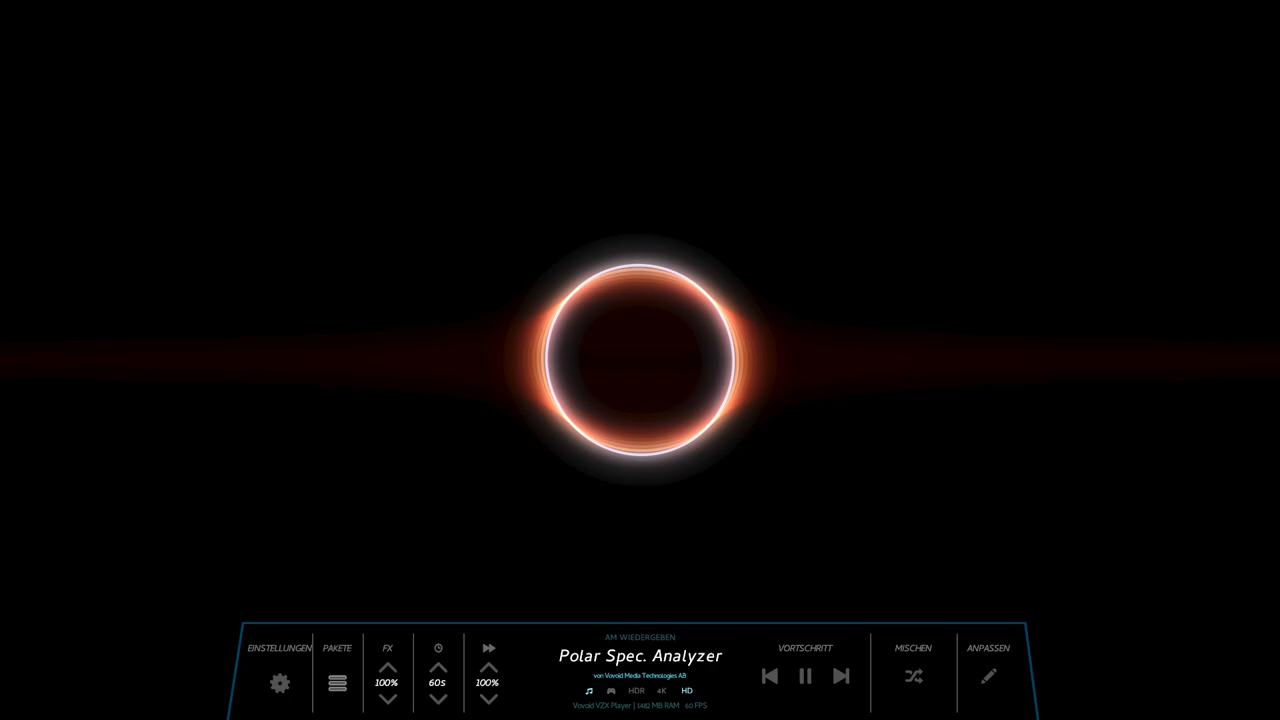 EINSTELLUNGEN
PAKETE
FX
100%
60s
100%
AM WIEDERGEBEN
Polar Spec. Analyzer
von Vovoid Media Technologies AB
HDR 4K HD
Vovoid VZX Player | 1482 MB RAM 60 FPS
VORTSCHRITT
MISCHEN
ANPASSEN